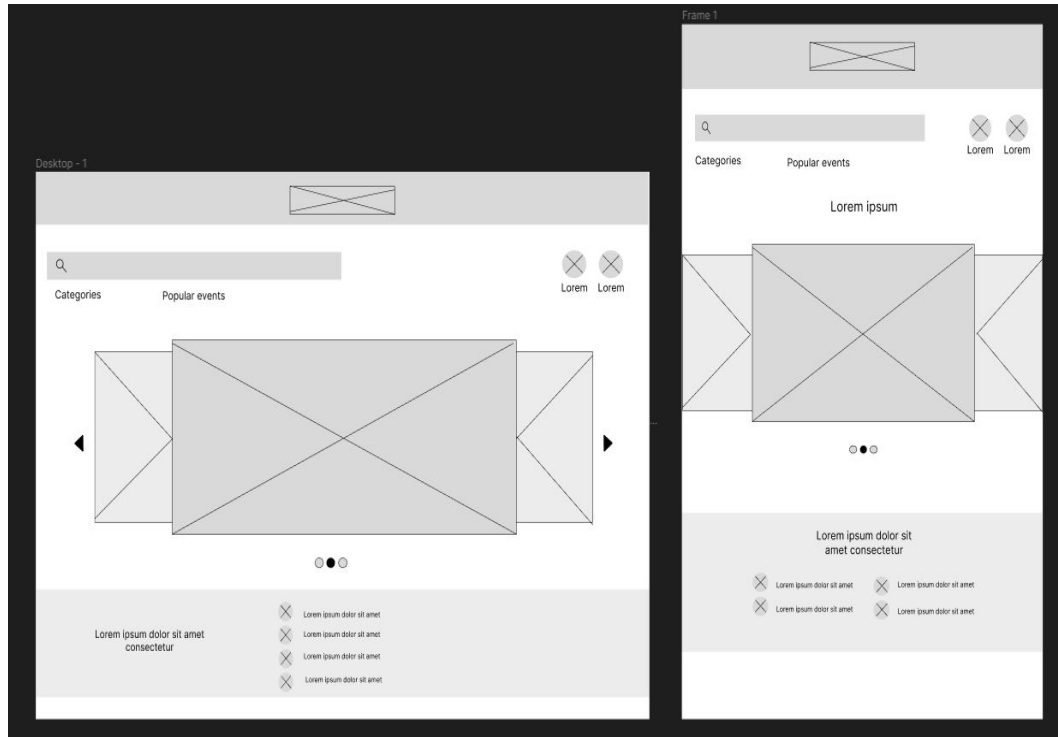 Desktop - 1
Categories
Popular events
Lorem Lorem
Lorem ipsum dolor sit amet
consectetur
Lorem ipsum dolor sit amet
Lorem ipsum dolor sit amet
Lorem ipsum dolor sit amet
Lorem ipsum dolor sit amet
Frame 1
Lorem Lorem
Categories
Popular events
Lorem ipsum
Lorem ipsum dolor sit
amet consectetur
Lorem ipsum dolor sit amet
Lorem ipsum dolor sit amet
Lorem ipsum dolor sit amet
Lorem ipsum dolor sit amet